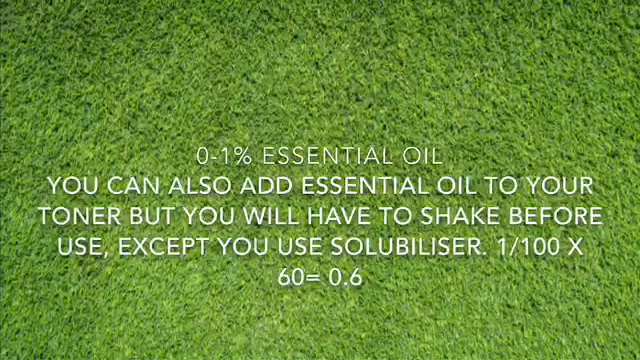 0-1% ESSENTIAL OIL
YOU CAN ALSO ADD ESSENTIAL OIL TO YOUR
TONER BUT YOU WILL HAVE TO SHAKE BEFORE
USE, EXCEPT YOU USE SOLUBILISER. 1/100 X
60= 0.6